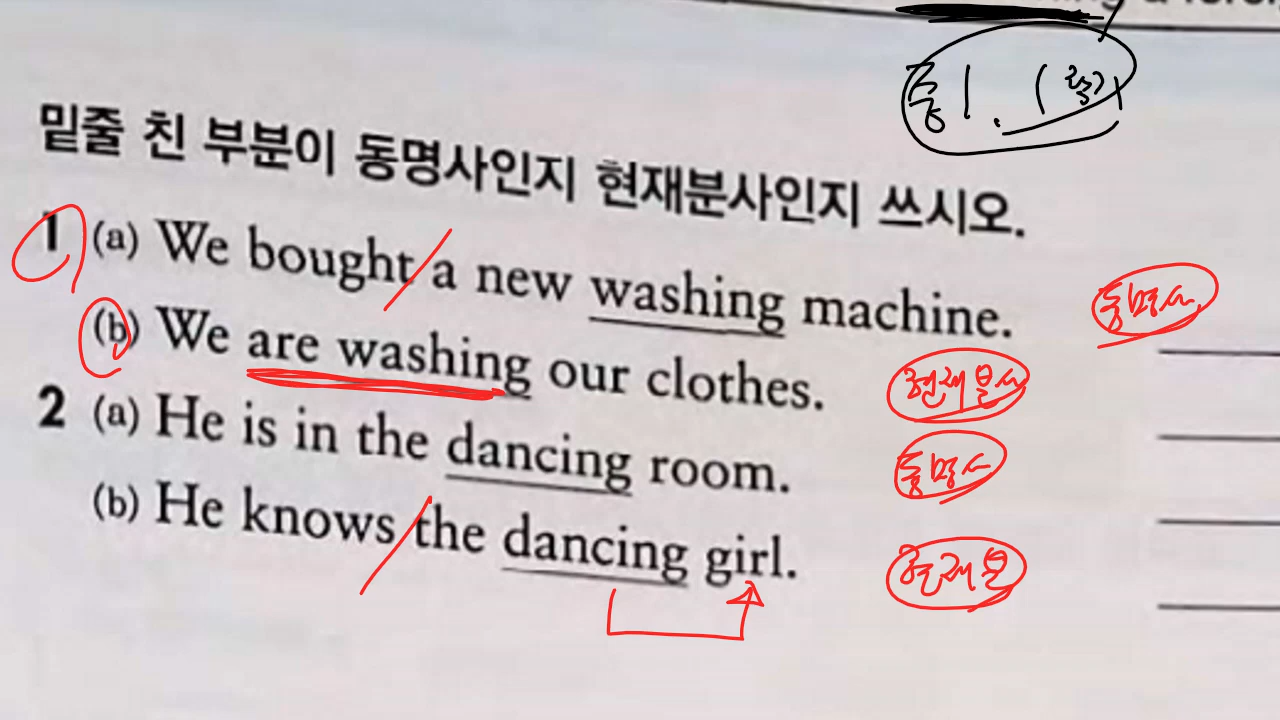 중1. 1학기
밑줄 친 부분이 동명사인지 현재분사인지 쓰시오.
1 (a) We bought a new washing machine. 동명사
(b) We are washing our clothes. 현재분사
2 (a) He is in the dancing room. 동명사
(b) He knows the dancing girl. 현재분